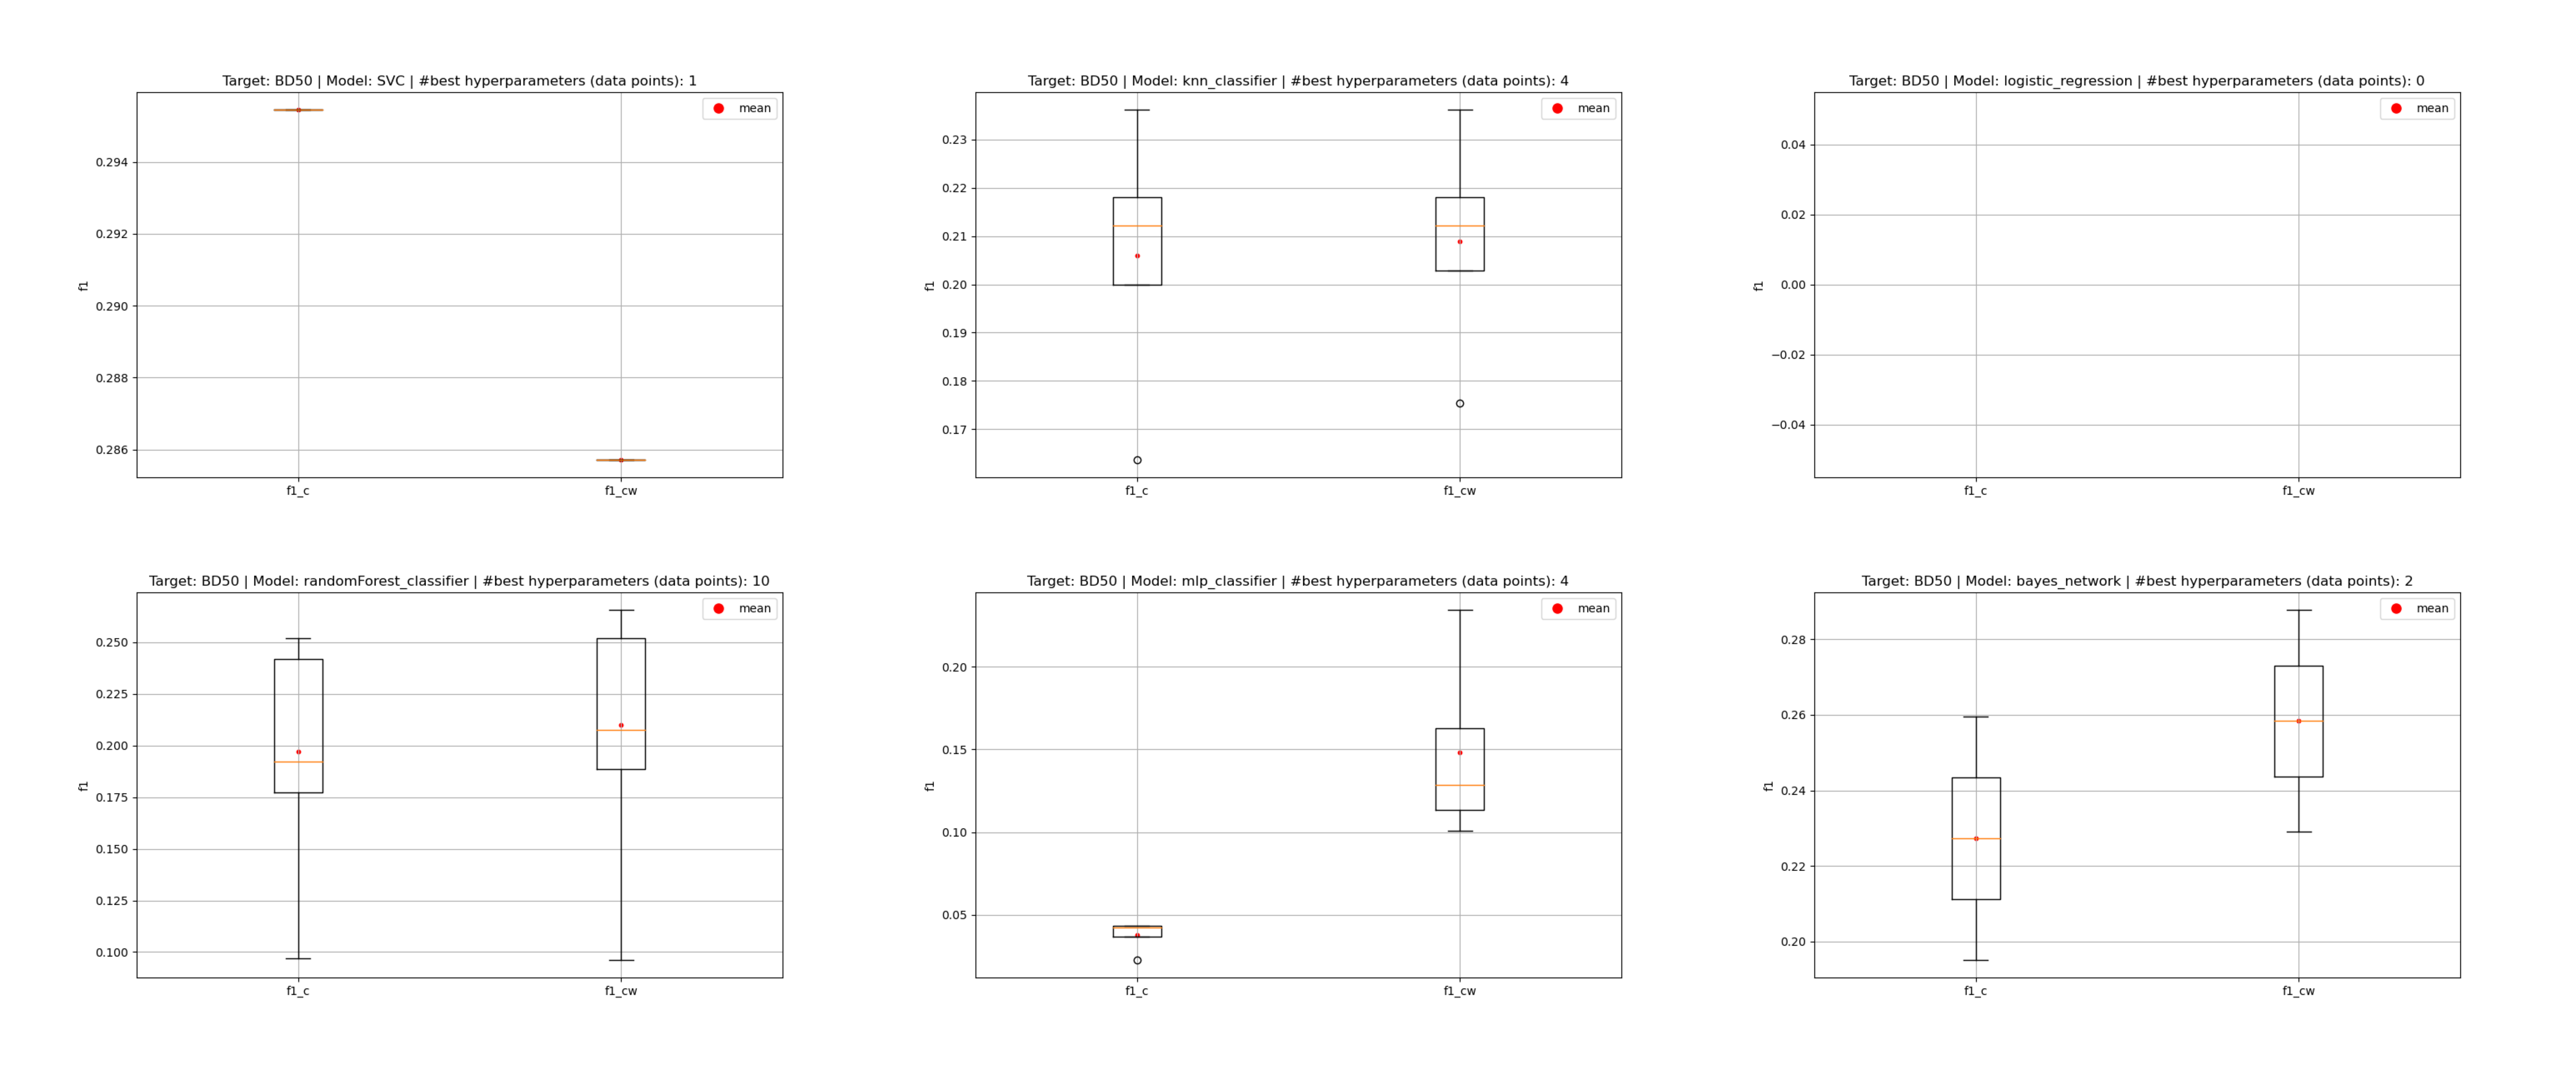 Target: BD50 | Model: SVC | #best hyperparameters (data points): 1
mean
0.294
0.292
0.290
0.288
0.286
f1
f1_c
f1_cw
Target: BD50 | Model: knn_classifier | #best hyperparameters (data points): 4
mean
0.23
0.22
0.21
0.20
0.19
0.18
0.17
f1
f1_c
f1_cw
Target: BD50 | Model: logistic_regression | #best hyperparameters (data points): 0
mean
0.04
0.02
0.00
−0.02
−0.04
f1
f1_c
f1_cw
Target: BD50 | Model: randomForest_classifier | #best hyperparameters (data points): 10
mean
0.250
0.225
0.200
0.175
0.150
0.125
0.100
f1
f1_c
f1_cw
Target: BD50 | Model: mlp_classifier | #best hyperparameters (data points): 4
mean
0.20
0.15
0.10
0.05
f1
f1_c
f1_cw
Target: BD50 | Model: bayes_network | #best hyperparameters (data points): 2
mean
0.28
0.26
0.24
0.22
0.20
f1
f1_c
f1_cw